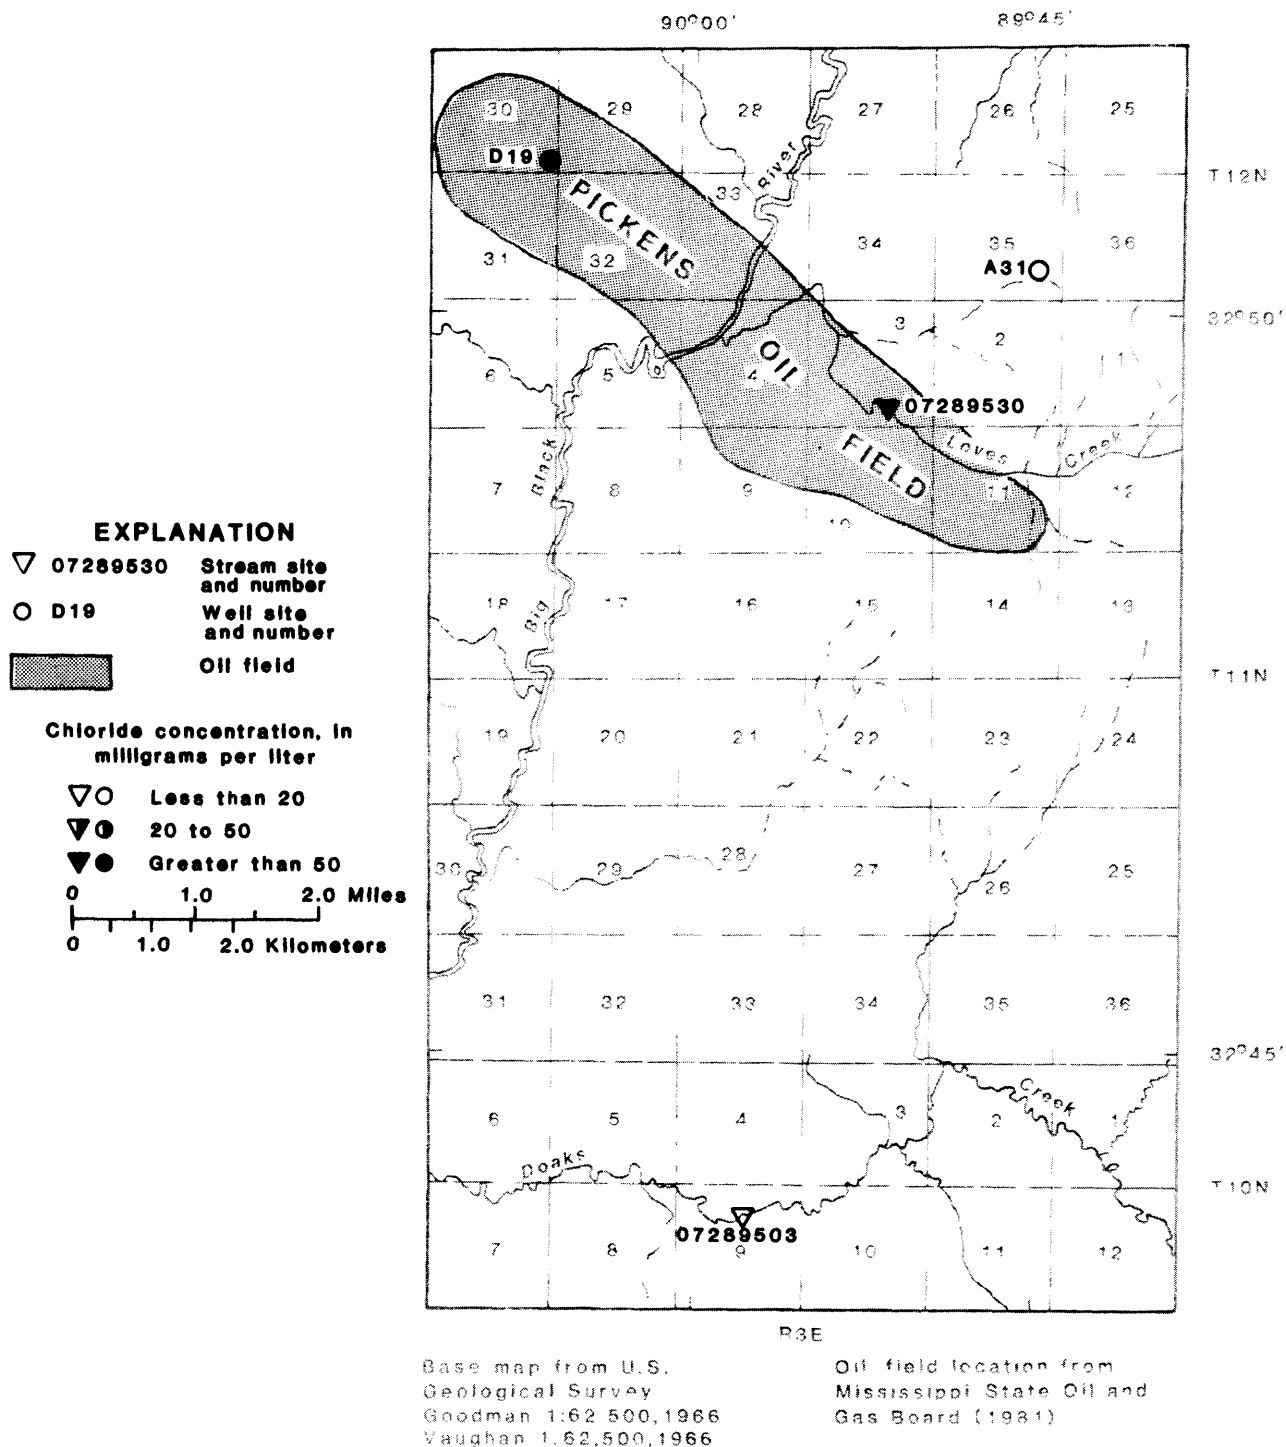 90°00' 89°45'
30 29 28 27 26 25
D19
River
T12N
PICKENS
33
34 35 36
31 32
A31
3
32°50'
2
1
OIL
6 5 4
07289530
Loves Creek
FIELD
Black
7 8 9 11 12
10
EXPLANATION
07289530 Stream site
and number
D19 Well site
and number
Oil field
18 17 16 15 14 13
Big
T11N
Chloride concentration, in
milligrams per liter
19 20 21 22 23 24
Less than 20
20 to 50
Greater than 50
30 29 28 27 26 25
0 1.0 2.0 Miles
0 1.0 2.0 Kilometers
31 32 33 34 35 36
32°45'
Creek
6 5 4 3 2 1
Doaks
T10N
07289503
7 8 9 10 11 12
R3E
Base map from U.S.
Geological Survey
Goodman 1:62 500,1966
Vaughan 1:62,500,1966
Oil field location from
Mississippi State Oil and
Gas Board (1981)